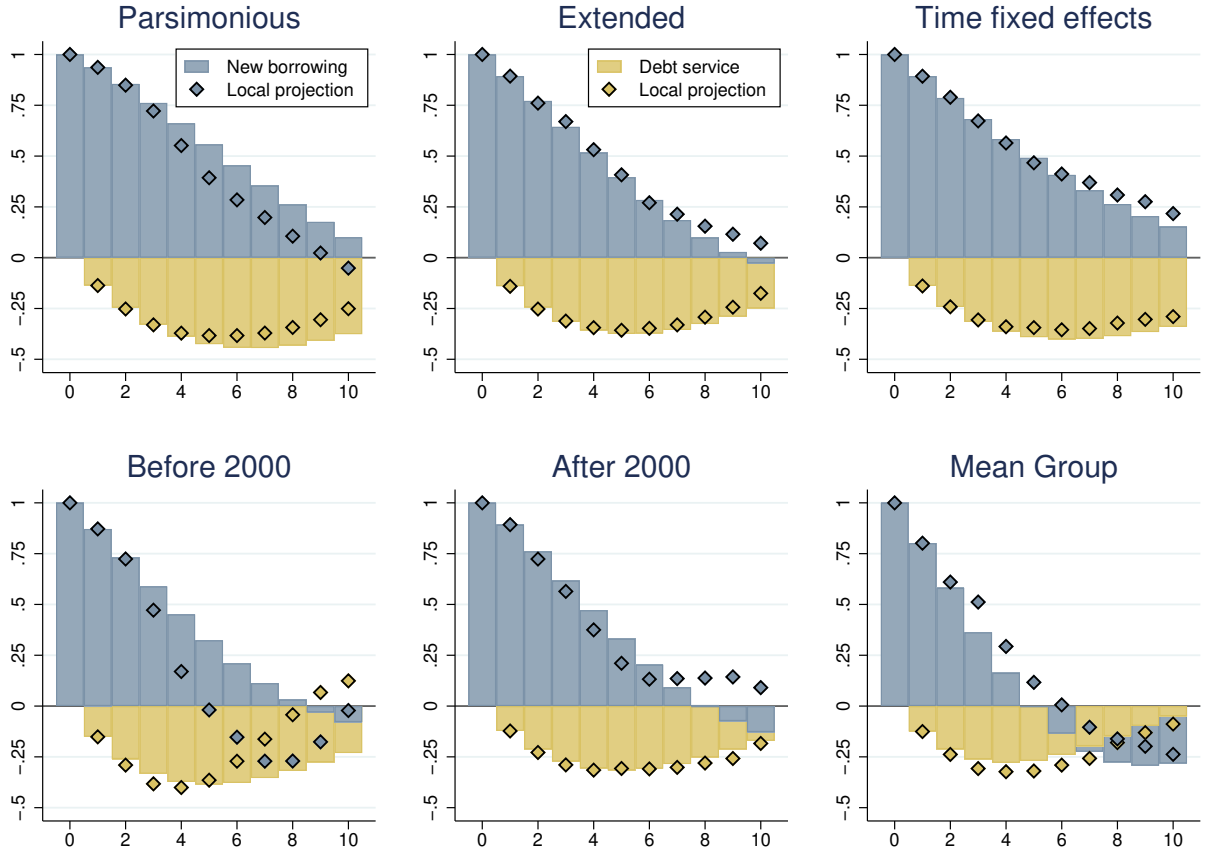 Parsimonious
Extended
Time fixed effects
New borrowing
Local projection
Debt service
Local projection
1
.75
.5
.25
0
-.25
-.5
0 2 4 6 8 10
1
.75
.5
.25
0
-.25
-.5
0 2 4 6 8 10
1
.75
.5
.25
0
-.25
-.5
0 2 4 6 8 10
Before 2000
After 2000
Mean Group
1
.75
.5
.25
0
-.25
-.5
0 2 4 6 8 10
1
.75
.5
.25
0
-.25
-.5
0 2 4 6 8 10
1
.75
.5
.25
0
-.25
-.5
0 2 4 6 8 10